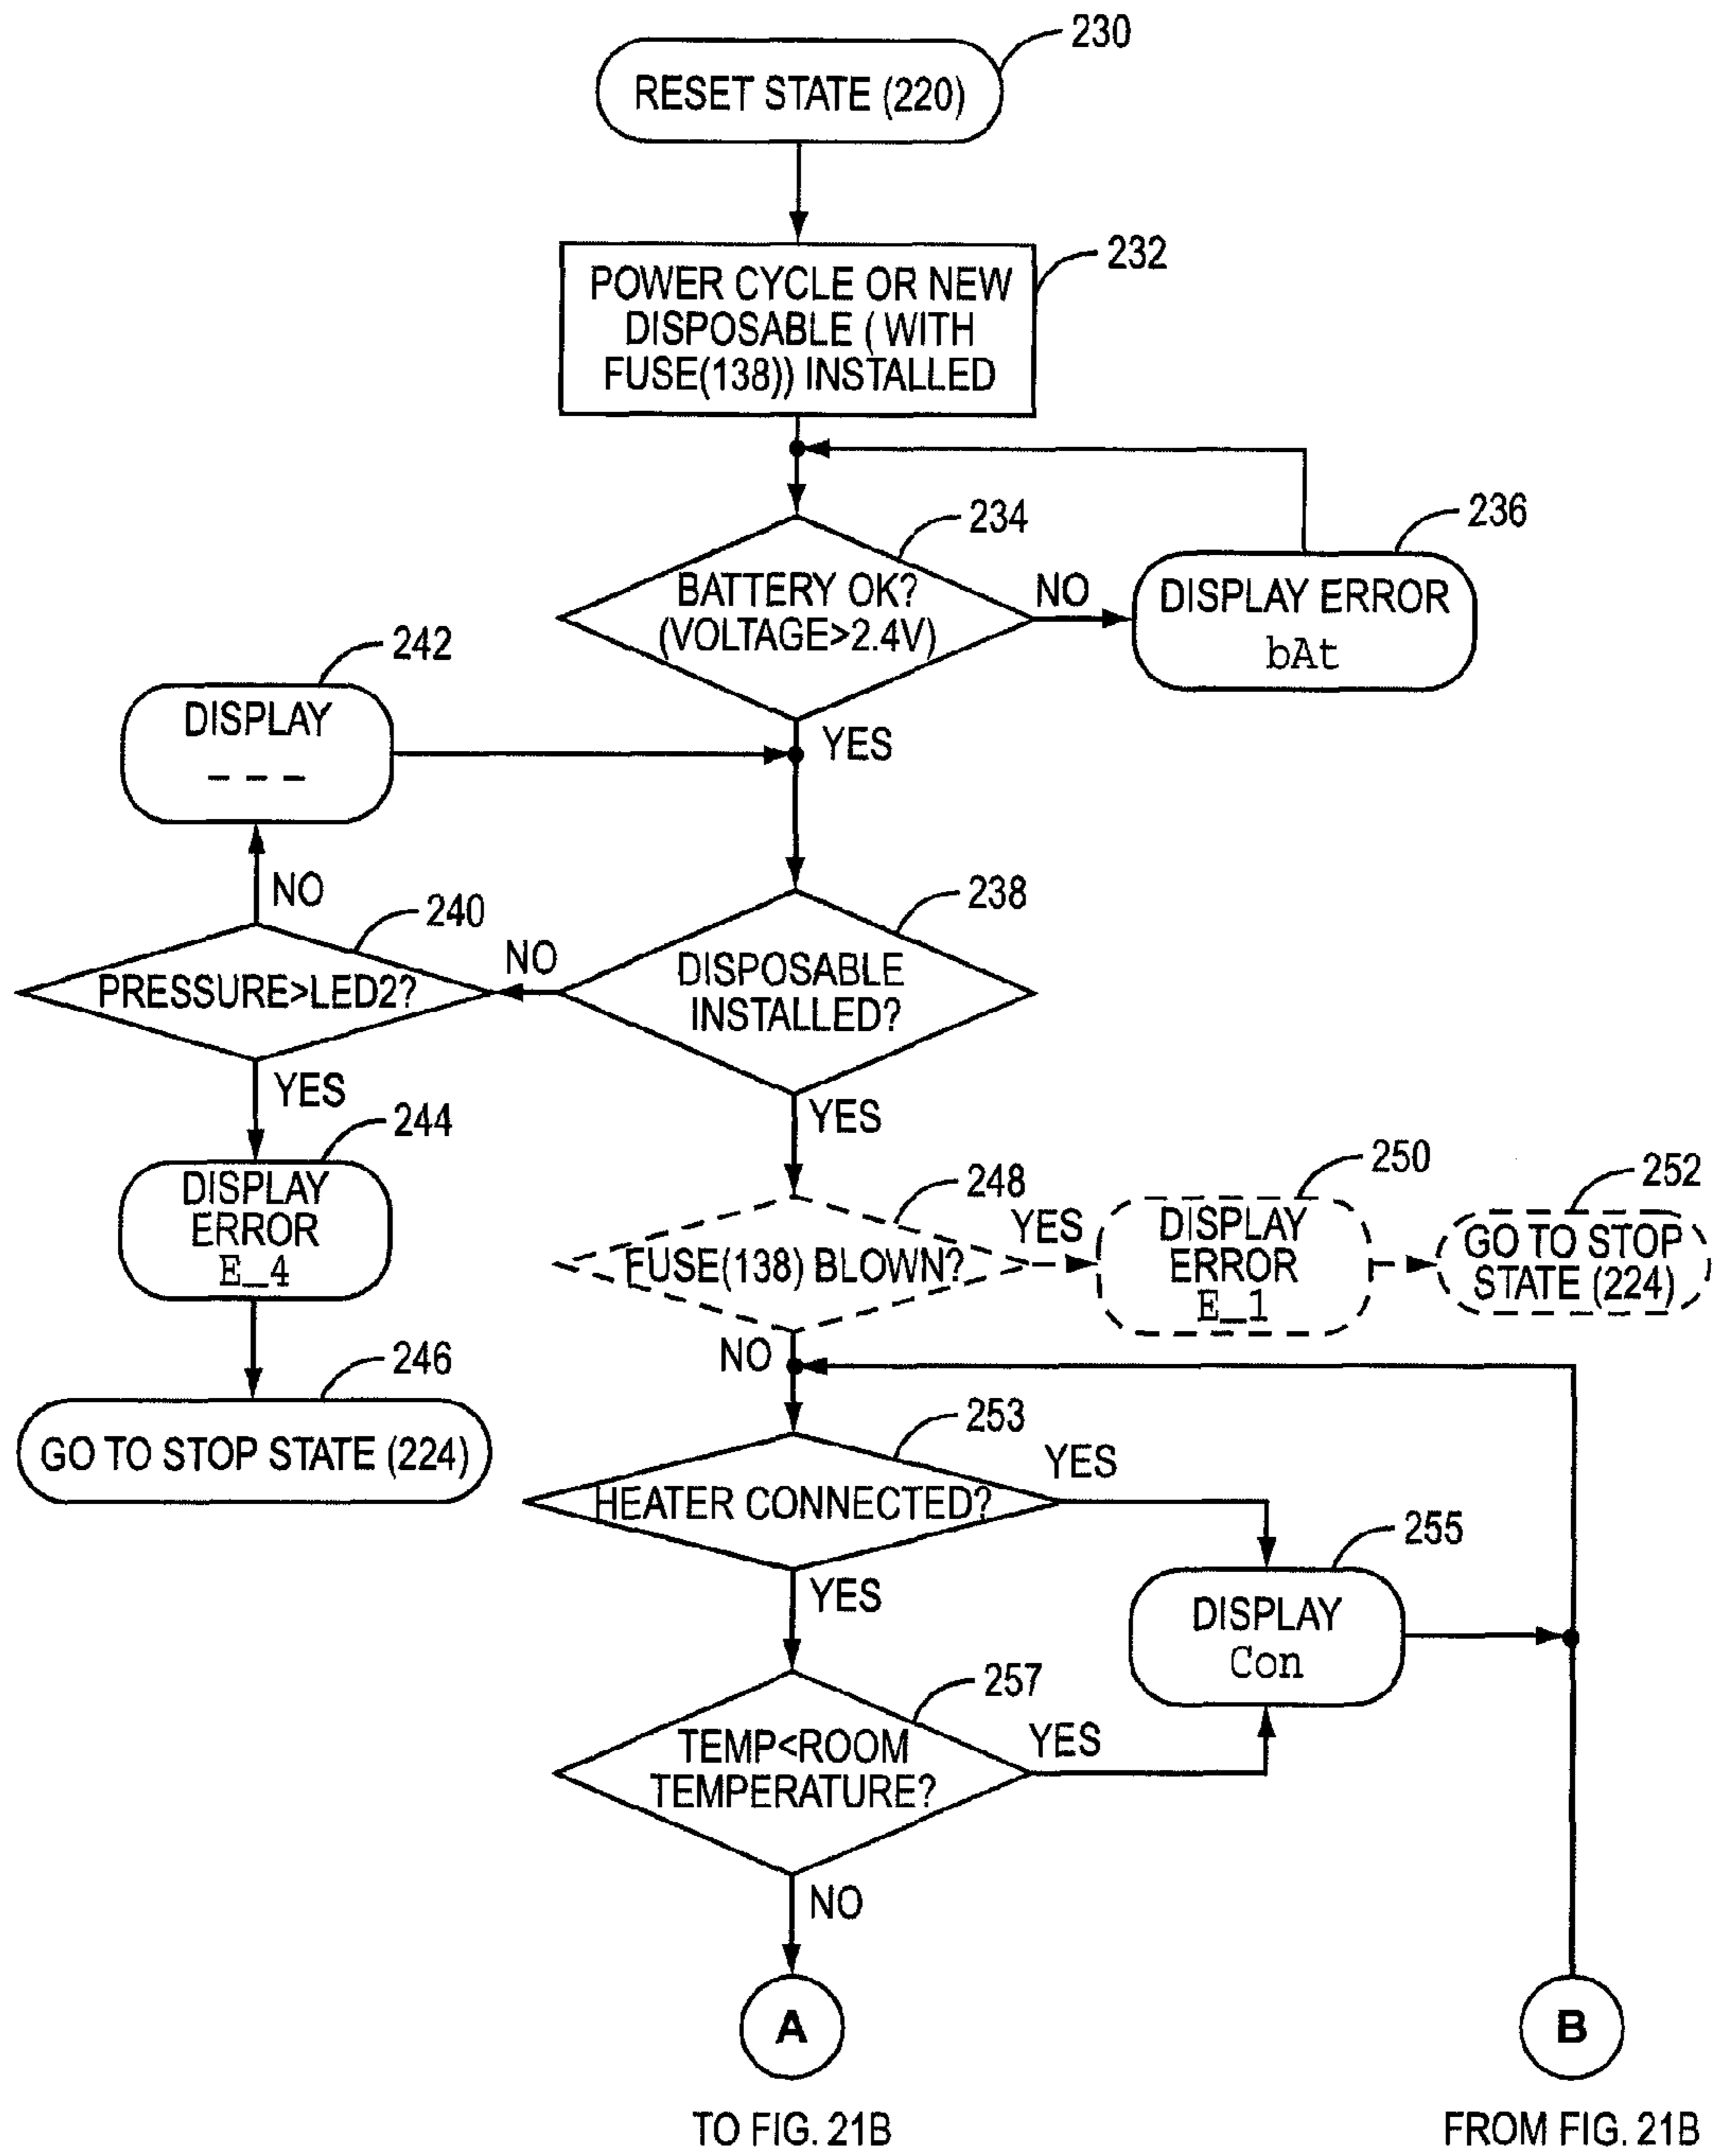 230
RESET STATE (220)
232
POWER CYCLE OR NEW
DISPOSABLE ( WITH
FUSE(138)) INSTALLED
234
BATTERY OK?
(VOLTAGE>2.4V)
NO
236
DISPLAY ERROR
bAt
242
DISPLAY
– – –
YES
NO
240
PRESSURE>LED2?
NO
238
DISPOSABLE
INSTALLED?
YES
244
DISPLAY
ERROR
E_4
YES
248
FUSE(138) BLOWN?
YES
250
DISPLAY
ERROR
E_1
252
GO TO STOP
STATE (224)
246
GO TO STOP STATE (224)
NO
253
HEATER CONNECTED?
YES
YES
255
DISPLAY
Con
257
TEMP<ROOM
TEMPERATURE?
YES
NO
A
B
TO FIG. 21B
FROM FIG. 21B